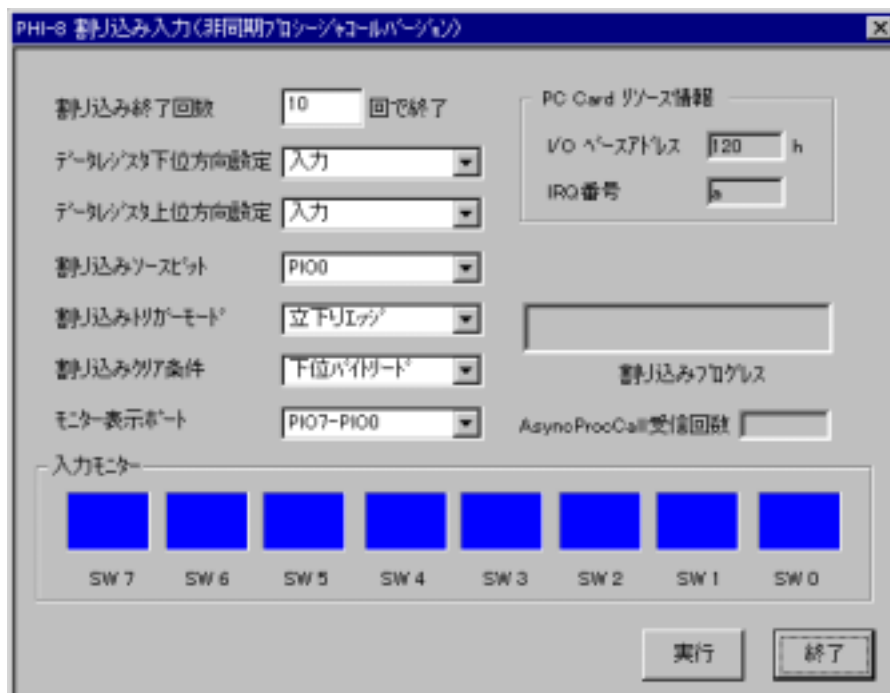 PHI-8 割り込み入力(非同期ﾌﾟﾛｼｰｼﾞｬｺｰﾙﾊﾞｰｼﾞｮﾝ)
割り込み終了回数 10 回で終了
ﾃﾞｰﾀﾚｼﾞｽﾀ下位方向設定 入力
ﾃﾞｰﾀﾚｼﾞｽﾀ上位方向設定 入力
割り込みｿｰｽﾋﾞｯﾄ PIO0
割り込みﾄﾘｶﾞｰﾓｰﾄﾞ 立下りｴｯｼﾞ
割り込みｸﾘｱ条件 下位ﾊﾞｲﾄﾘｰﾄﾞ
ﾓﾆﾀｰ表示ﾎﾟｰﾄ PIO7-PIO0
PC Card ﾘｿｰｽ情報
I/O ﾍﾞｰｽｱﾄﾞﾚｽ 120 h
IRQ番号 a
割り込みﾌﾟﾛｸﾞﾚｽ
AsyncProcCall受信回数
入力ﾓﾆﾀｰ
SW 7 SW 6 SW 5 SW 4 SW 3 SW 2 SW 1 SW 0
実行 終了